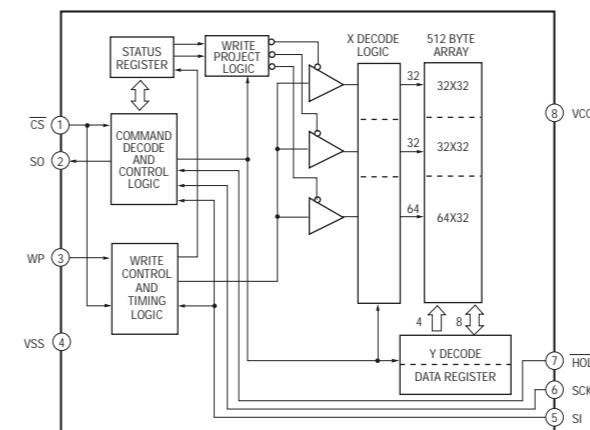 STATUS
REGISTER
WRITE
PROJECT
LOGIC
X DECODE
LOGIC
512 BYTE
ARRAY
32
32X32
CS
1
SO
2
COMMAND
DECODE
AND
CONTROL
LOGIC
32
32X32
8
VCC
64
64X32
WP
3
WRITE
CONTROL
AND
TIMING
LOGIC
VSS
4
4
8
Y DECODE
DATA REGISTER
7
HOL
6
SCK
5
SI